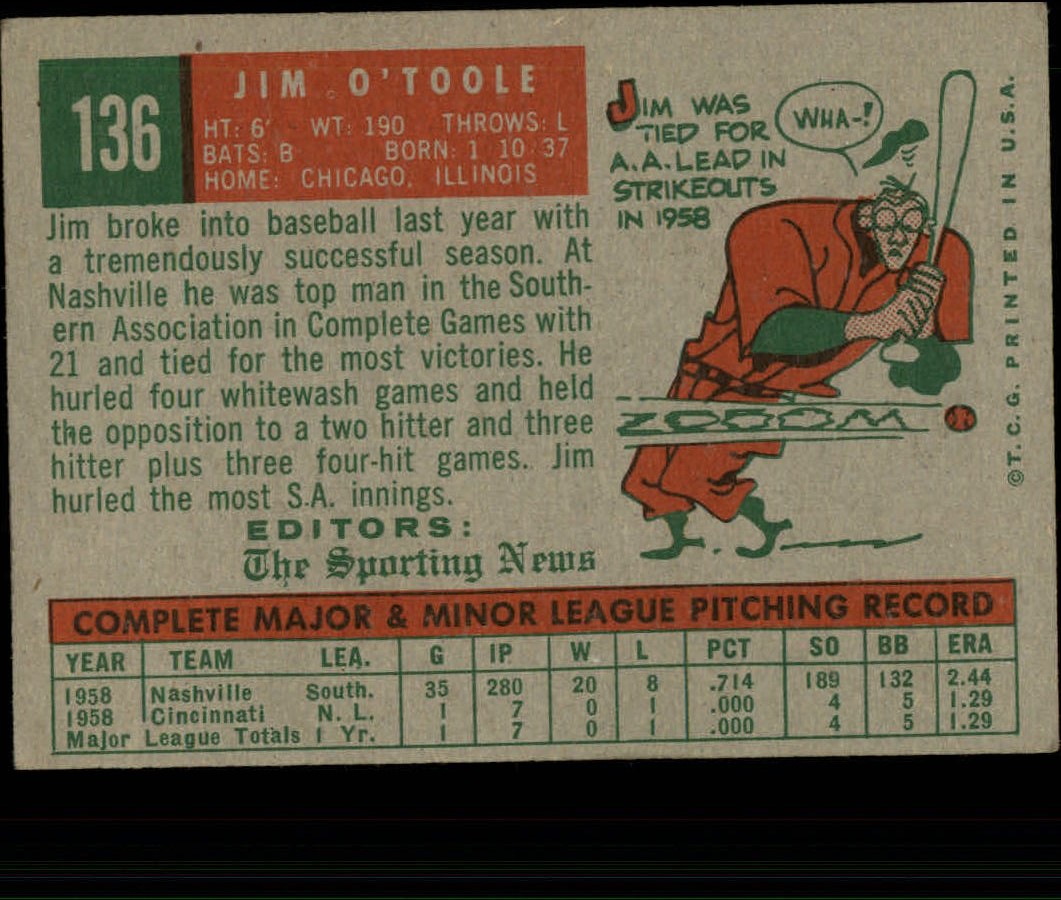 136
JIM O'TOOLE
HT: 6' WT: 190 THROWS: L
BATS: B BORN: 1 10 37
HOME: CHICAGO, ILLINOIS
Jim broke into baseball last year with
a tremendously successful season. At
Nashville he was top man in the South-
ern Association in Complete Games with
21 and tied for the most victories. He
hurled four whitewash games and held
the opposition to a two hitter and three
hitter plus three four-hit games. Jim
hurled the most S.A. innings.
EDITORS:
The Sporting News
JIM WAS
TIED FOR
A.A. LEAD IN
STRIKEOUTS
IN 1958
WHA-!
ZOOOOM
©T.C.G. PRINTED IN U.S.A.
COMPLETE MAJOR & MINOR LEAGUE PITCHING RECORD
YEAR TEAM LEA. G IP W L PCT SO BB ERA
1958 Nashville South. 35 280 20 8 .714 189 132 2.44
1958 Cincinnati N. L. 1 7 0 1 .000 4 5 1.29
Major League Totals 1 Yr. 1 7 0 1 .000 4 5 1.29